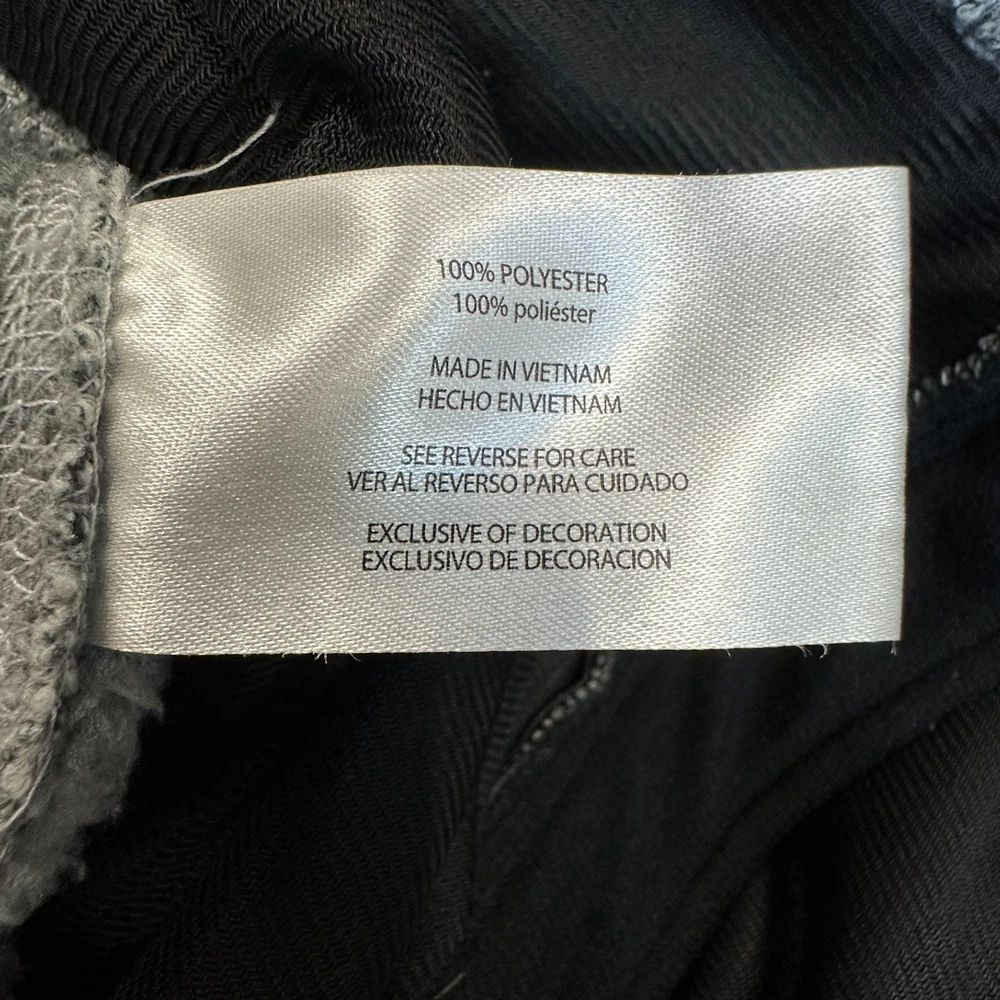 100% POLYESTER
100% poliéster
MADE IN VIETNAM
HECHO EN VIETNAM
SEE REVERSE FOR CARE
VER AL REVERSO PARA CUIDADO
EXCLUSIVE OF DECORATION
EXCLUSIVO DE DECORACION